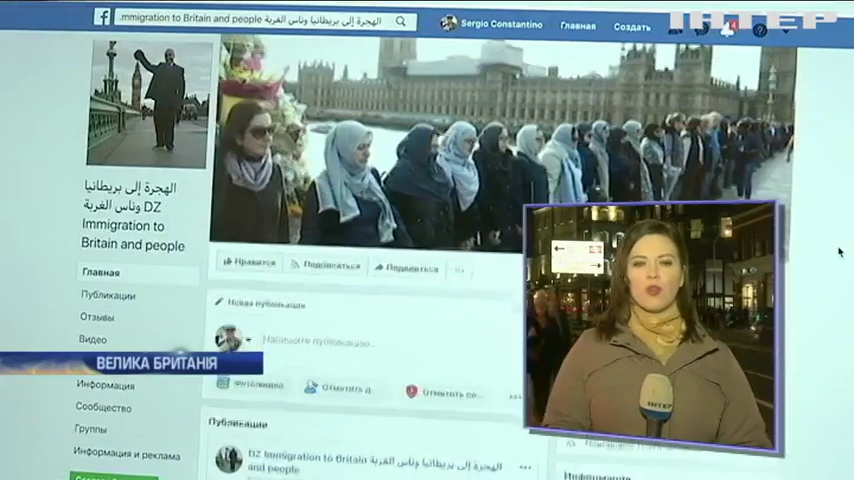 الهجرة إلى بريطانيا وناس الغربة mmigration to Britain and people.
Sergio Constantino
Главная
Создать
4
ІНТЕР
الهجرة إلى بريطانيا
وناس الغربة DZ
Immigration to
Britain and people
Главная
Публикации
Отзывы
Видео
Информация
Сообщество
Группы
Информация и реклама
Нравится
Подписаться
Поделиться
Новая публикация
Напишите публикацию...
Фото/видео
Отметить д
Отметить
Публикации
DZ Immigration to Britain الهجرة إلى بريطانيا وناس الغربة
and people
ВЕЛИКА БРИТАНІЯ
ІНТЕР